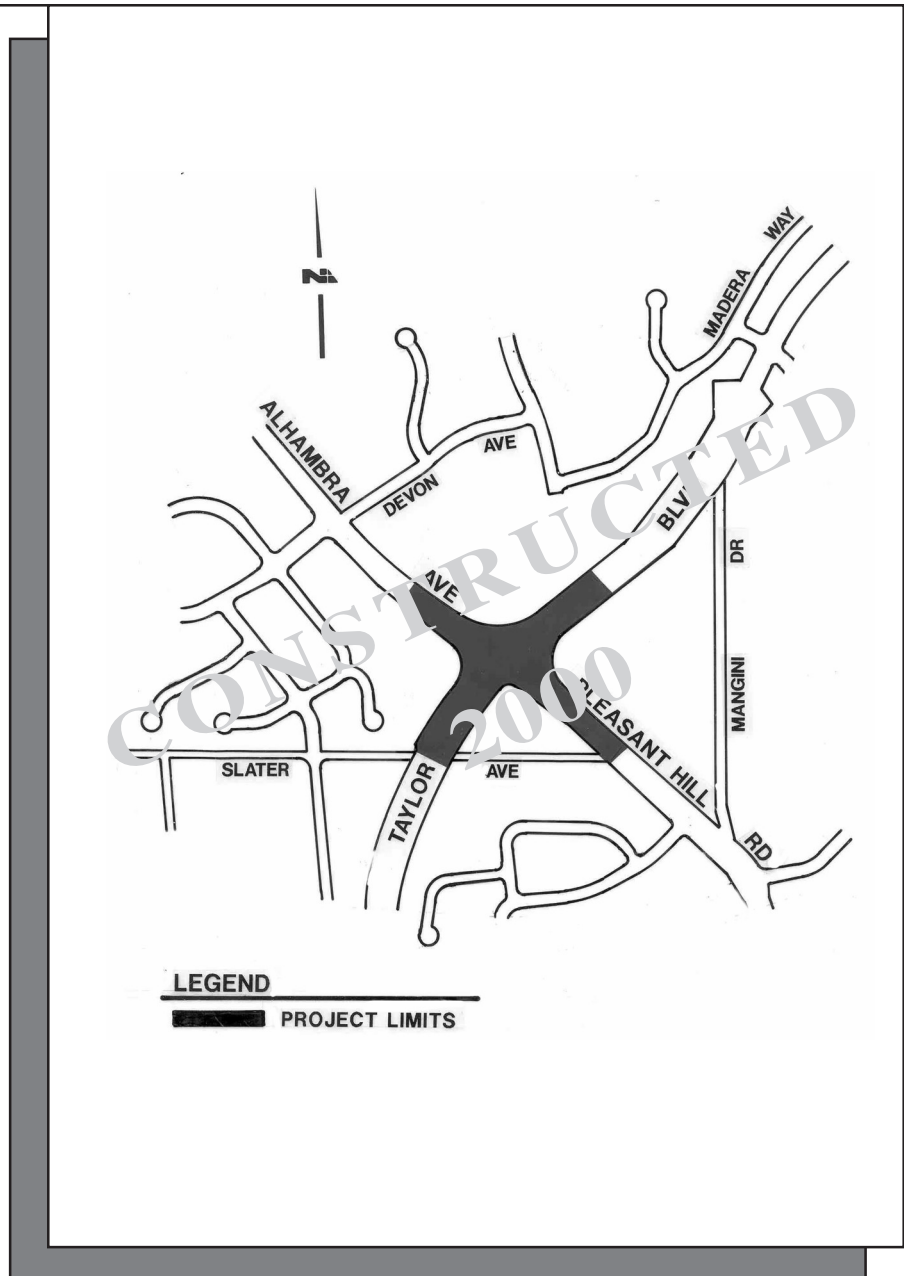 N
WAY
MADERA
ALHAMBRA
AVE
DEVON
CONSTRUCTED
2000
BLV
AVE
DR
MANGINI
PLEASANT HILL
SLATER
AVE
TAYLOR
RD
LEGEND
PROJECT LIMITS